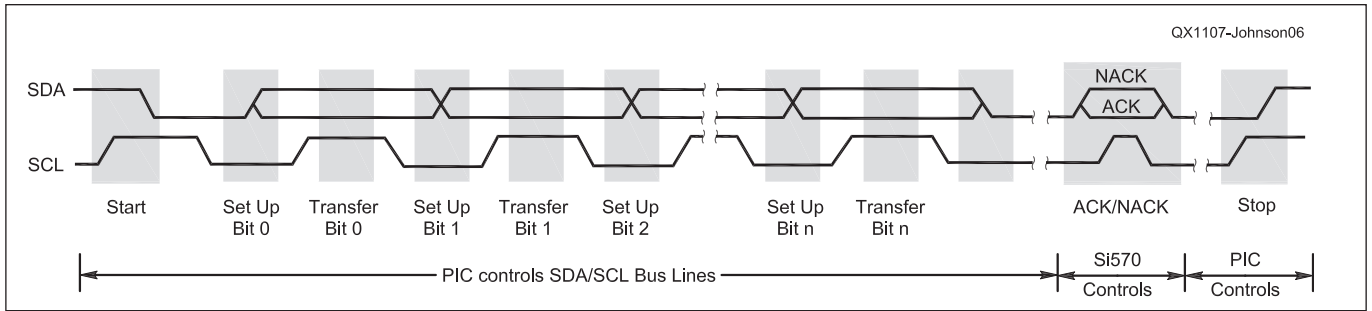 QX1107-Johnson06
SDA
NACK
ACK
SCL
Start
Set Up
Bit 0
Transfer
Bit 0
Set Up
Bit 1
Transfer
Bit 1
Set Up
Bit 2
Set Up
Bit n
Transfer
Bit n
ACK/NACK
Stop
PIC controls SDA/SCL Bus Lines
Si570
Controls
PIC
Controls